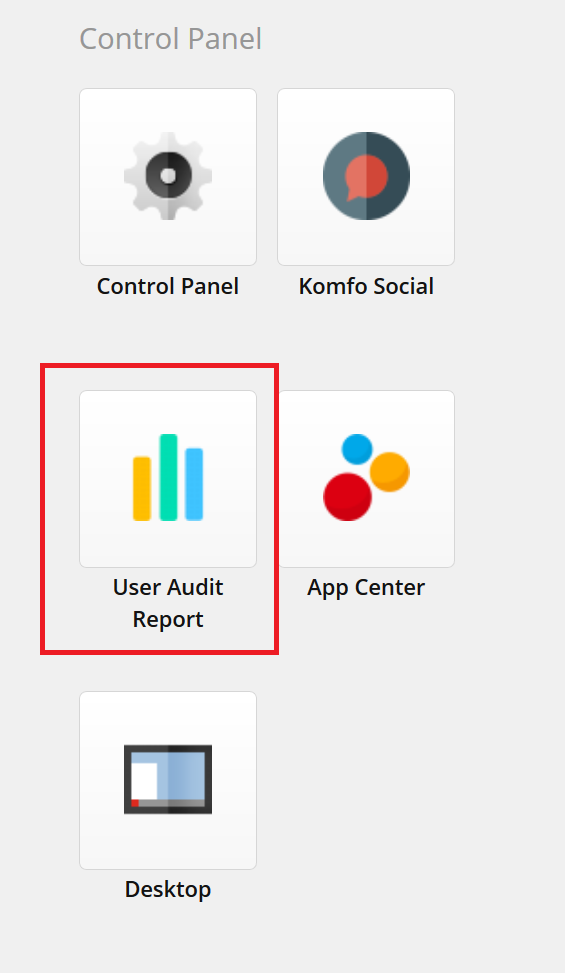 Control Panel
Control Panel
Komfo Social
User Audit
Report
App Center
Desktop